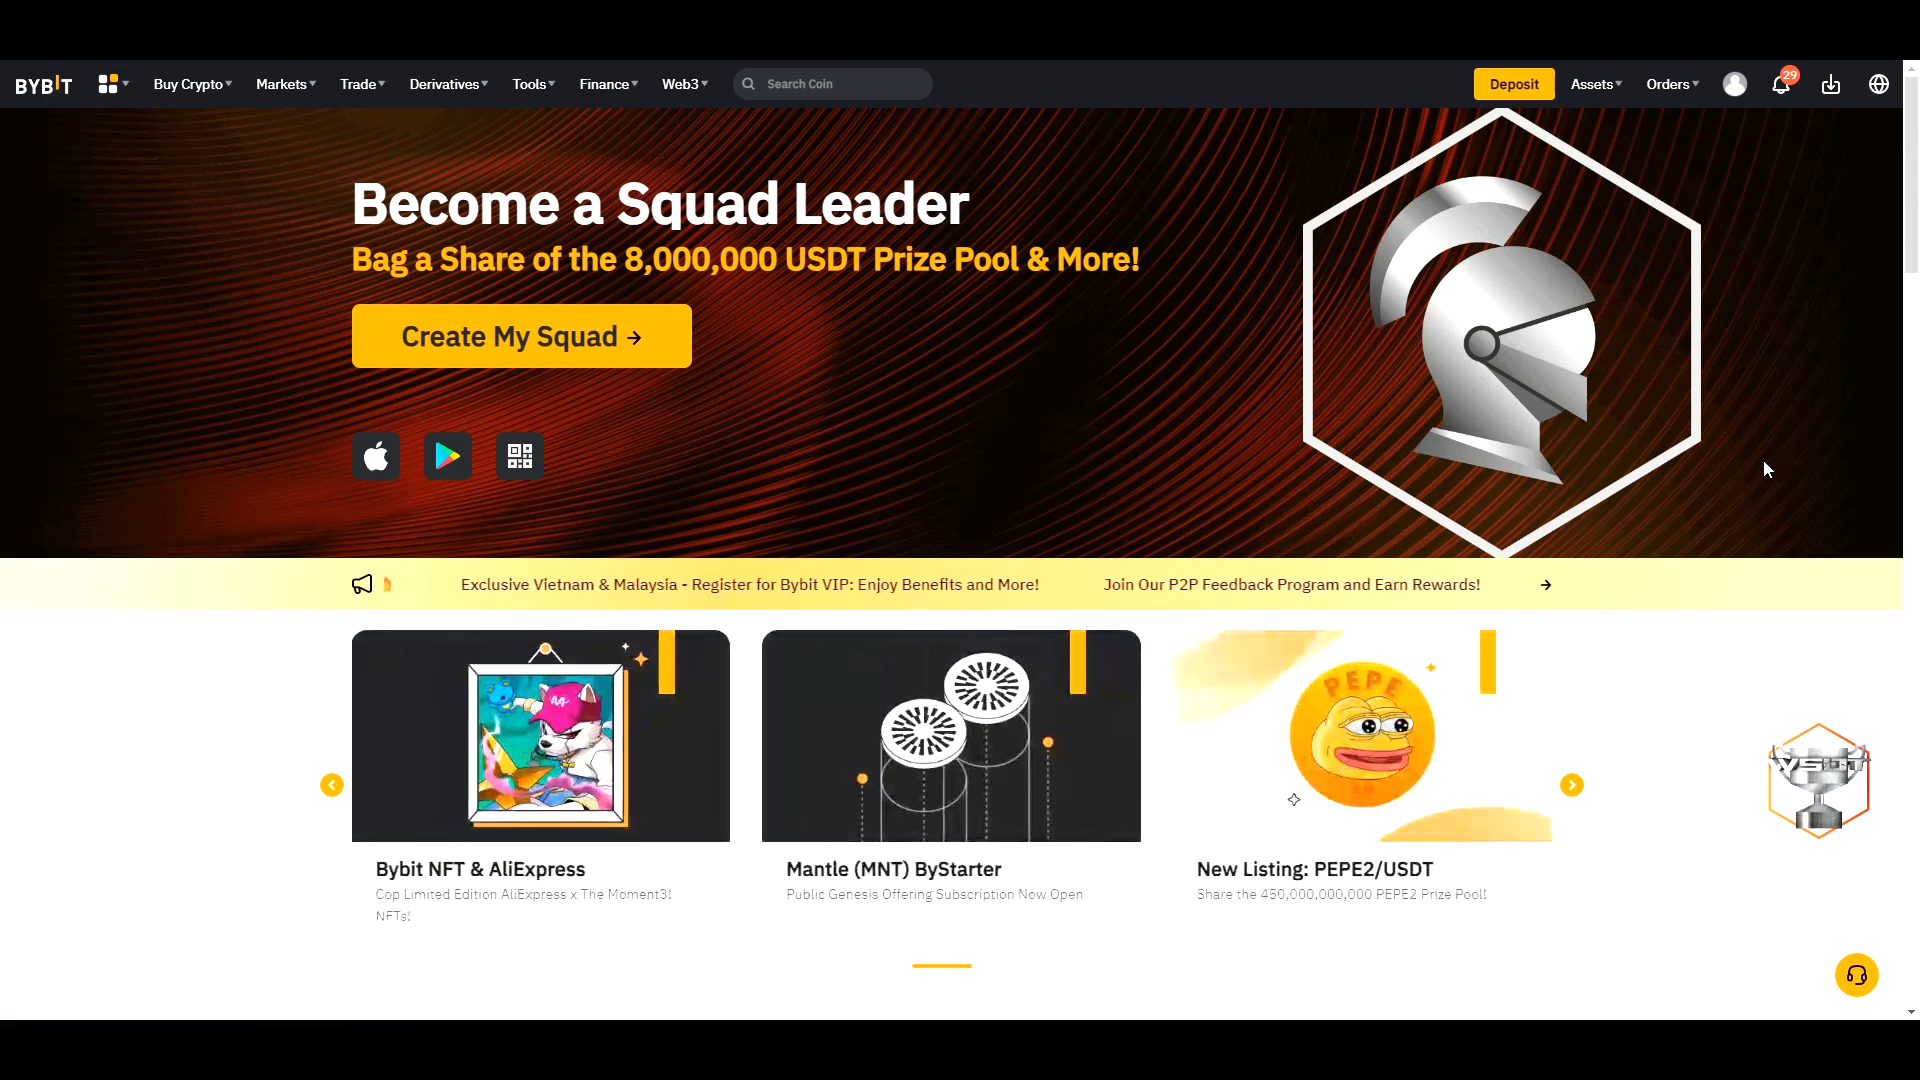 BYBIT
Buy Crypto
Markets
Trade
Derivatives
Tools
Finance
Web3
Search Coin
Deposit
Assets
Orders
29
Become a Squad Leader
Bag a Share of the 8,000,000 USDT Prize Pool & More!
Create My Squad →
Exclusive Vietnam & Malaysia - Register for Bybit VIP: Enjoy Benefits and More!
Join Our P2P Feedback Program and Earn Rewards!
PEPE
2.0
WSOT
Bybit NFT & AliExpress
Cop Limited Edition AliExpress x The Moment3!
NFTs!
Mantle (MNT) ByStarter
Public Genesis Offering Subscription Now Open
New Listing: PEPE2/USDT
Share the 450,000,000,000 PEPE2 Prize Pool!